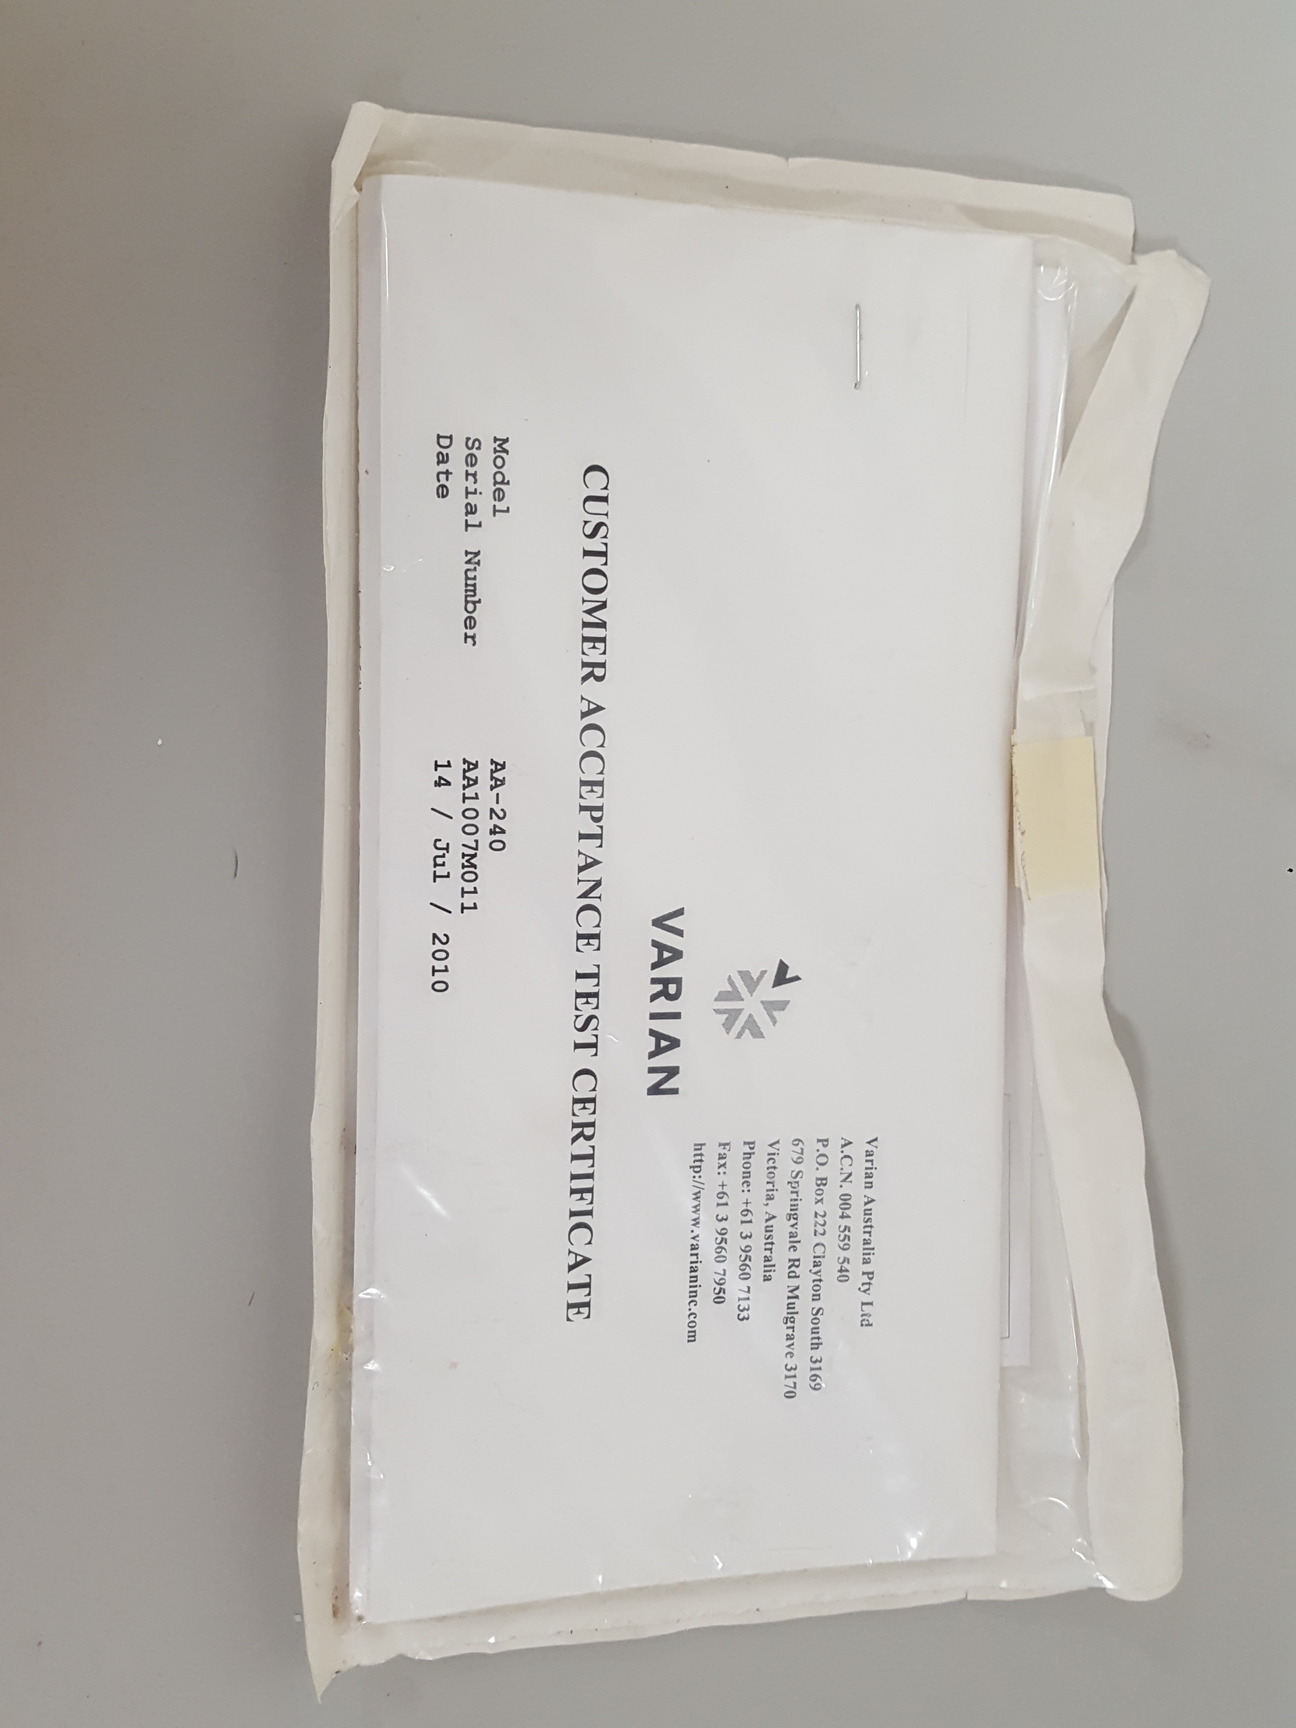 Varian Australia Pty Ltd
A.C.N. 004 559 540
P.O. Box 222 Clayton South 3169
679 Springvale Rd Mulgrave 3170
Victoria, Australia
Phone: +61 3 9560 7133
Fax: +61 3 9560 7950
http://www.varianinc.com
VARIAN
CUSTOMER ACCEPTANCE TEST CERTIFICATE
Model AA-240
Serial Number AA1007M011
Date 14 / Jul / 2010